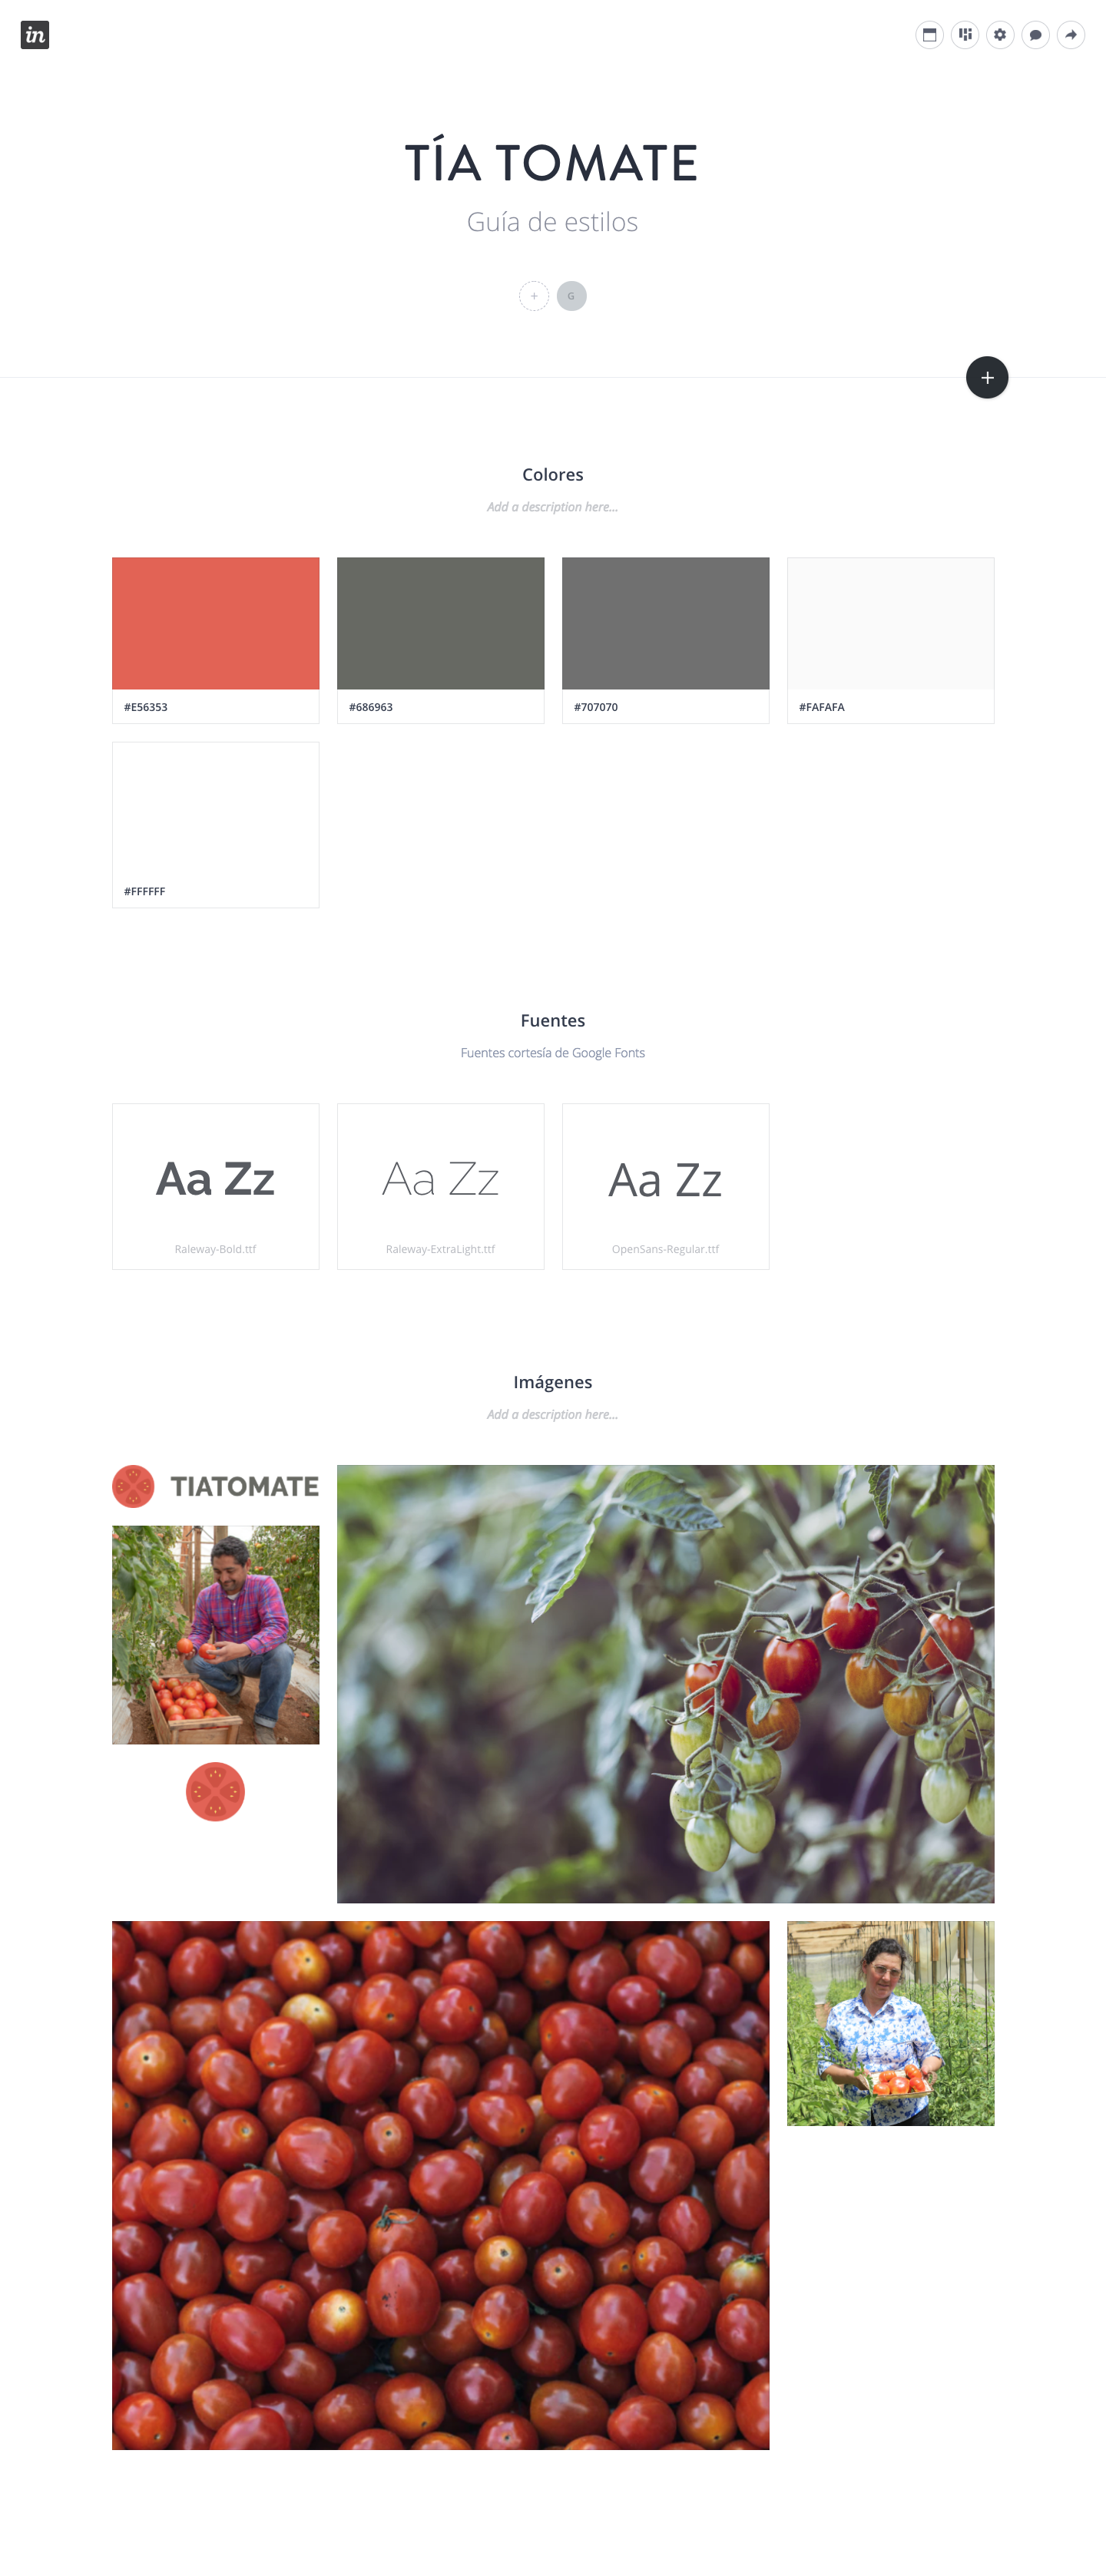 in
TÍA TOMATE
Guía de estilos
+ G
+
Colores
Add a description here...
#E56353 #686963 #707070 #FAFAFA
#FFFFFF
Fuentes
Fuentes cortesía de Google Fonts
Aa Zz Aa Zz Aa Zz
Raleway-Bold.ttf Raleway-ExtraLight.ttf OpenSans-Regular.ttf
Imágenes
Add a description here...
TIATOMATE